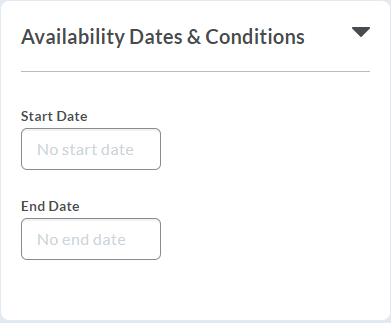 Availability Dates & Conditions
Start Date
No start date
End Date
No end date